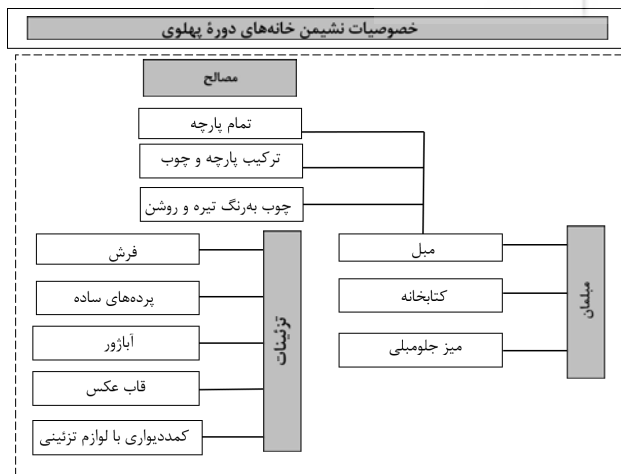 خصوصیات نشیمن خانه‌های دورۀ پهلوی
مصالح
تمام پارچه
ترکیب پارچه و چوب
چوب به‌رنگ تیره و روشن
مبلمان
مبل
کتابخانه
میز جلومبلی
تزئینات
فرش
پرده‌های ساده
آباژور
قاب عکس
کمددیواری با لوازم تزئینی